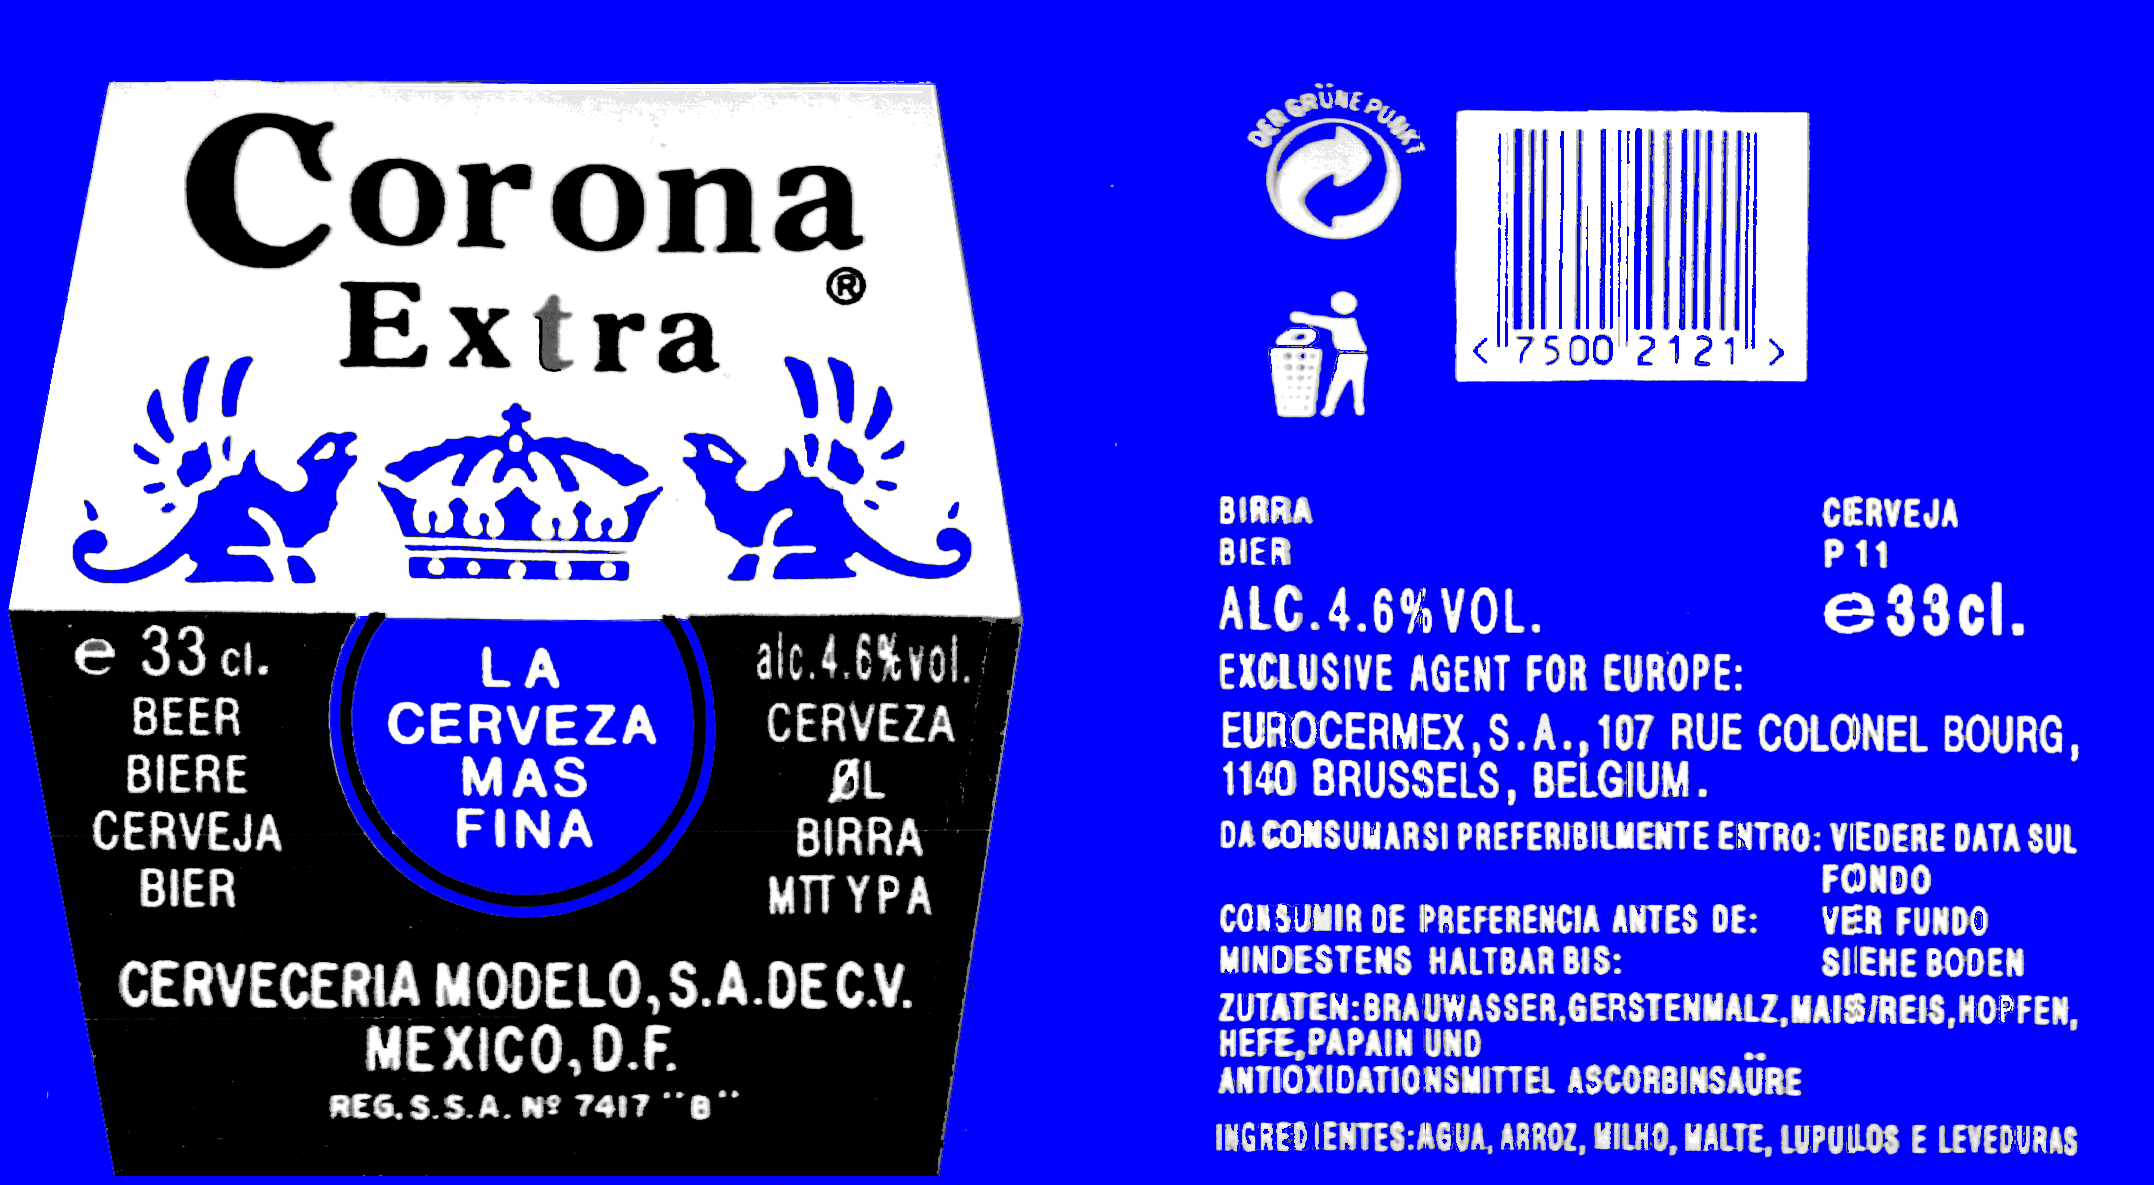 Corona
Extra ®
e 33 cl.
BEER
BIERE
CERVEJA
BIER
LA
CERVEZA
MAS
FINA
alc.4.6%vol.
CERVEZA
ØL
BIRRA
MΠYPA
CERVECERIA MODELO, S.A.DE C.V.
MEXICO, D.F.
REG. S.S.A. Nº 7417 "B"
DER GRÜNE PUNKT
< 7500 2121 >
BIRRA CERVEJA
BIER P 11
ALC.4.6% VOL. e 33cl.
EXCLUSIVE AGENT FOR EUROPE:
EUROCERMEX, S.A., 107 RUE COLONEL BOURG,
1140 BRUSSELS, BELGIUM.
DA CONSUMARSI PREFERIBILMENTE ENTRO: VIEDERE DATA SUL
FONDO
CONSUMIR DE PREFERENCIA ANTES DE: VER FUNDO
MINDESTENS HALTBAR BIS: SIEHE BODEN
ZUTATEN: BRAUWASSER, GERSTENMALZ, MAIS/REIS, HOPFEN,
HEFE, PAPAIN UND
ANTIOXIDATIONSMITTEL ASCORBINSAÜRE
INGREDIENTES: AGUA, ARROZ, MILHO, MALTE, LUPULOS E LEVEDURAS